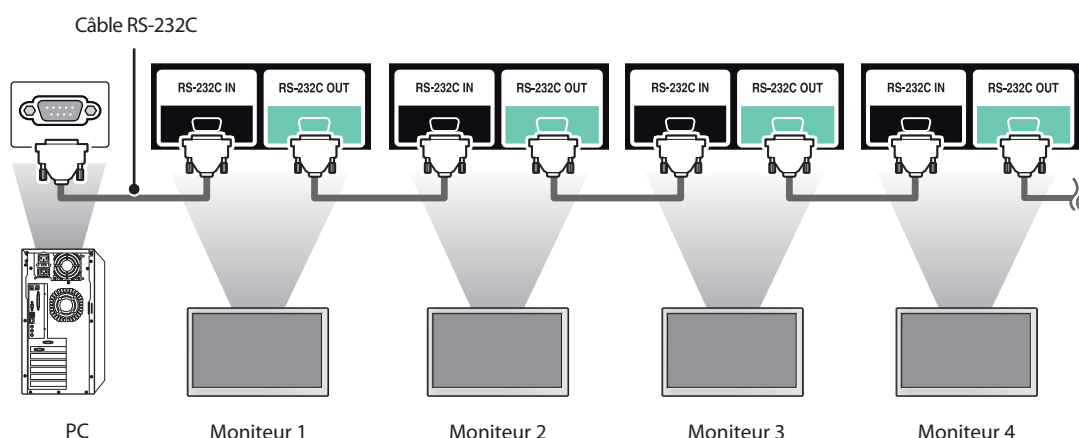 Câble RS-232C
RS-232C IN RS-232C OUT RS-232C IN RS-232C OUT RS-232C IN RS-232C OUT RS-232C IN RS-232C OUT
PC Moniteur 1 Moniteur 2 Moniteur 3 Moniteur 4